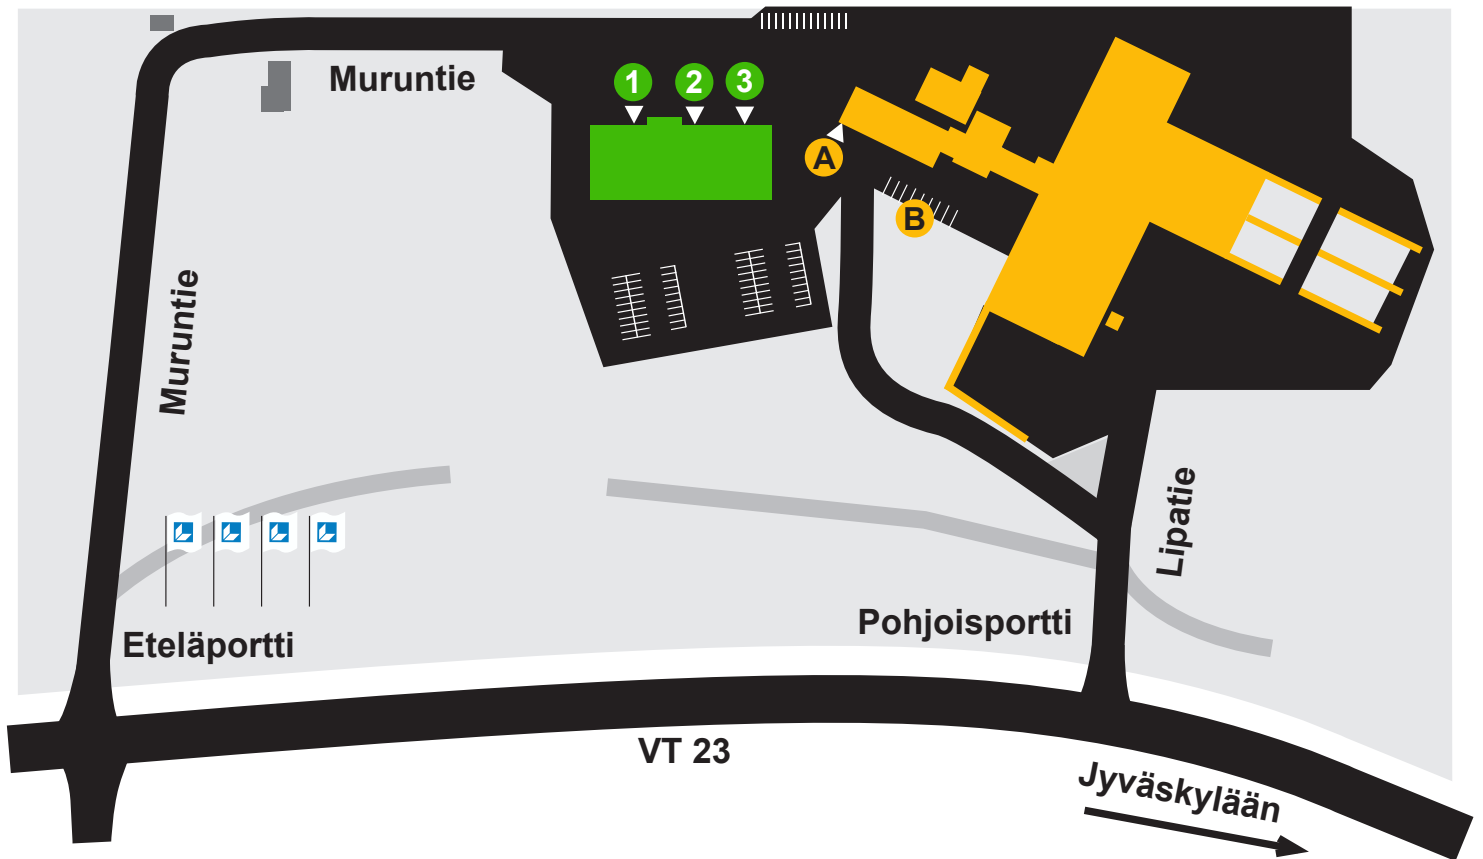 Muruntie
1
2
3
A
B
Muruntie
Lipatie
Eteläportti
Pohjoisportti
VT 23
Jyväskylään